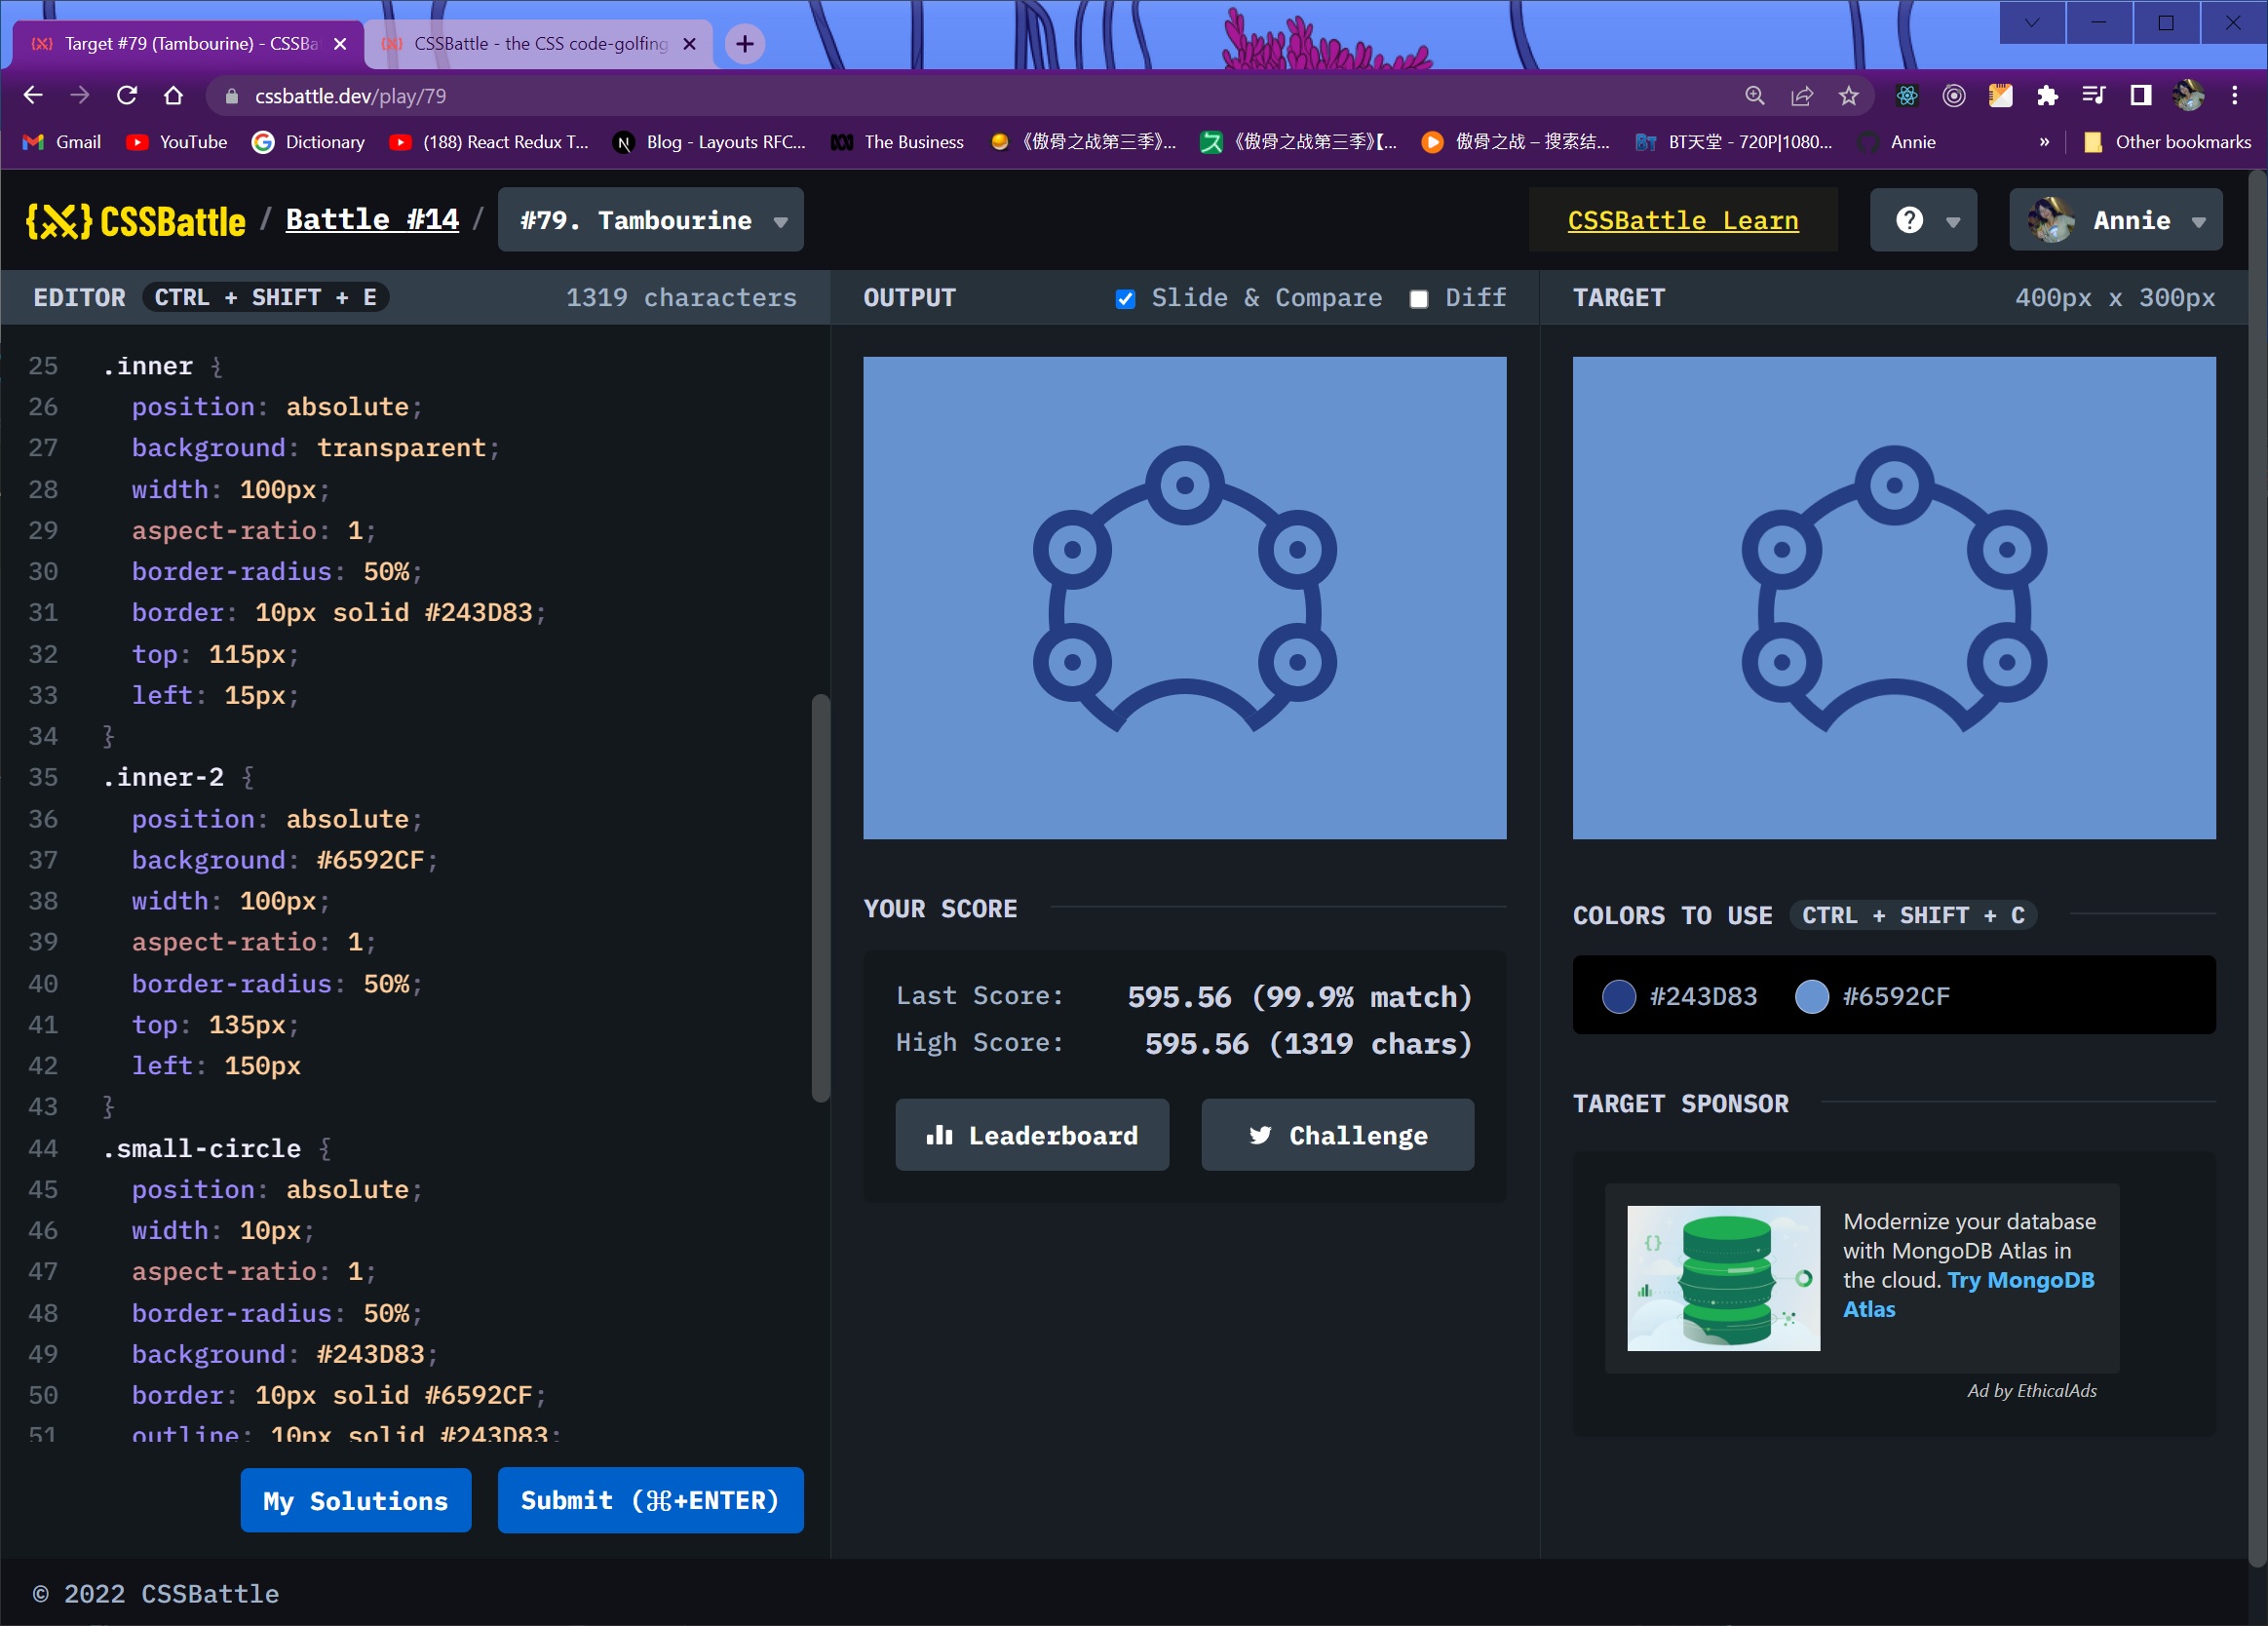 Target #79 (Tambourine) - CSSBa
CSSBattle - the CSS code-golfing
cssbattle.dev/play/79
Gmail YouTube Dictionary (188) React Redux T... Blog - Layouts RFC... The Business 《傲骨之战第三季》... 《傲骨之战第三季》【... 傲骨之战 – 搜索结... BT天堂 - 720P|1080... Annie » Other bookmarks
{X} CSSBattle / Battle #14 / #79. Tambourine CSSBattle Learn ? Annie
EDITOR CTRL + SHIFT + E 1319 characters
25 .inner {
26 position: absolute;
27 background: transparent;
28 width: 100px;
29 aspect-ratio: 1;
30 border-radius: 50%;
31 border: 10px solid #243D83;
32 top: 115px;
33 left: 15px;
34 }
35 .inner-2 {
36 position: absolute;
37 background: #6592CF;
38 width: 100px;
39 aspect-ratio: 1;
40 border-radius: 50%;
41 top: 135px;
42 left: 150px
43 }
44 .small-circle {
45 position: absolute;
46 width: 10px;
47 aspect-ratio: 1;
48 border-radius: 50%;
49 background: #243D83;
50 border: 10px solid #6592CF;
51 outline: 10px solid #243D83;
My Solutions Submit (⌘+ENTER)
OUTPUT Slide & Compare Diff
YOUR SCORE
Last Score: 595.56 (99.9% match)
High Score: 595.56 (1319 chars)
Leaderboard Challenge
TARGET 400px x 300px
COLORS TO USE CTRL + SHIFT + C
#243D83 #6592CF
TARGET SPONSOR
Modernize your database
with MongoDB Atlas in
the cloud. Try MongoDB
Atlas
Ad by EthicalAds
© 2022 CSSBattle